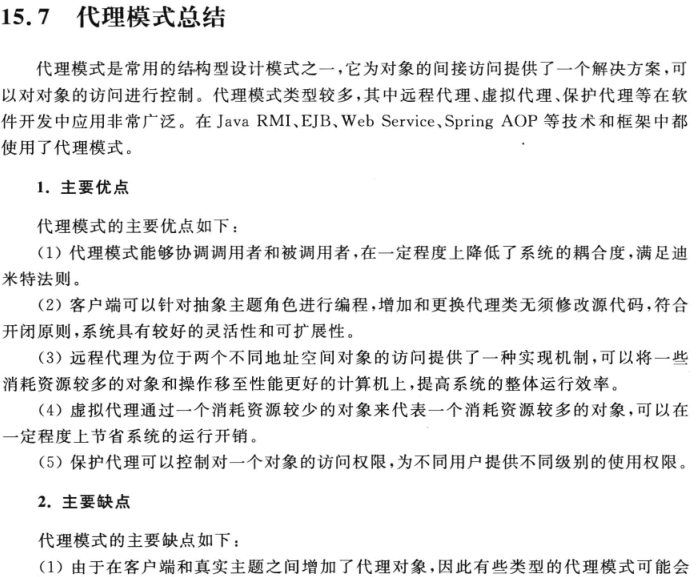 15.7 代理模式总结
代理模式是常用的结构型设计模式之一,它为对象的间接访问提供了一个解决方案,可
以对对象的访问进行控制。代理模式类型较多,其中远程代理、虚拟代理、保护代理等在软
件开发中应用非常广泛。在 Java RMI、EJB、Web Service、Spring AOP 等技术和框架中都
使用了代理模式。
1. 主要优点
代理模式的主要优点如下:
(1) 代理模式能够协调调用者和被调用者,在一定程度上降低了系统的耦合度,满足迪
米特法则。
(2) 客户端可以针对抽象主题角色进行编程,增加和更换代理类无须修改源代码,符合
开闭原则,系统具有较好的灵活性和可扩展性。
(3) 远程代理为位于两个不同地址空间对象的访问提供了一种实现机制,可以将一些
消耗资源较多的对象和操作移至性能更好的计算机上,提高系统的整体运行效率。
(4) 虚拟代理通过一个消耗资源较少的对象来代表一个消耗资源较多的对象,可以在
一定程度上节省系统的运行开销。
(5) 保护代理可以控制对一个对象的访问权限,为不同用户提供不同级别的使用权限。
2. 主要缺点
代理模式的主要缺点如下:
(1) 由于在客户端和真实主题之间增加了代理对象,因此有些类型的代理模式可能会